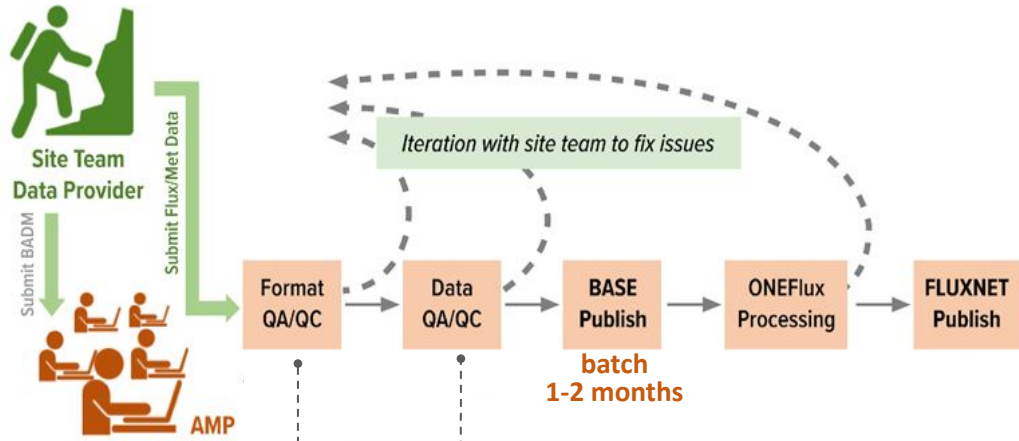 Site Team
Data Provider
Submit BADM
Submit Flux/Met Data
AMP
Iteration with site team to fix issues
Format
QA/QC
Data
QA/QC
BASE
Publish
batch
1-2 months
ONEFlux
Processing
FLUXNET
Publish